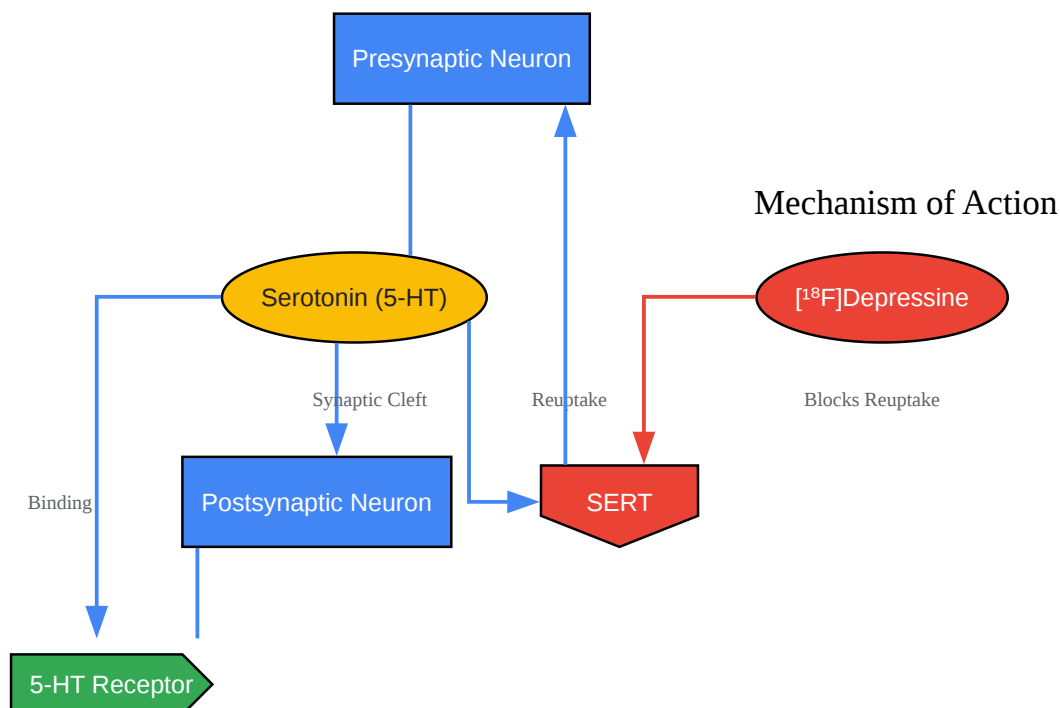 Presynaptic Neuron
Mechanism of Action
Serotonin (5-HT)
[¹⁸F]Depressine
Synaptic Cleft
Reuptake
Blocks Reuptake
Binding
Postsynaptic Neuron
SERT
5-HT Receptor